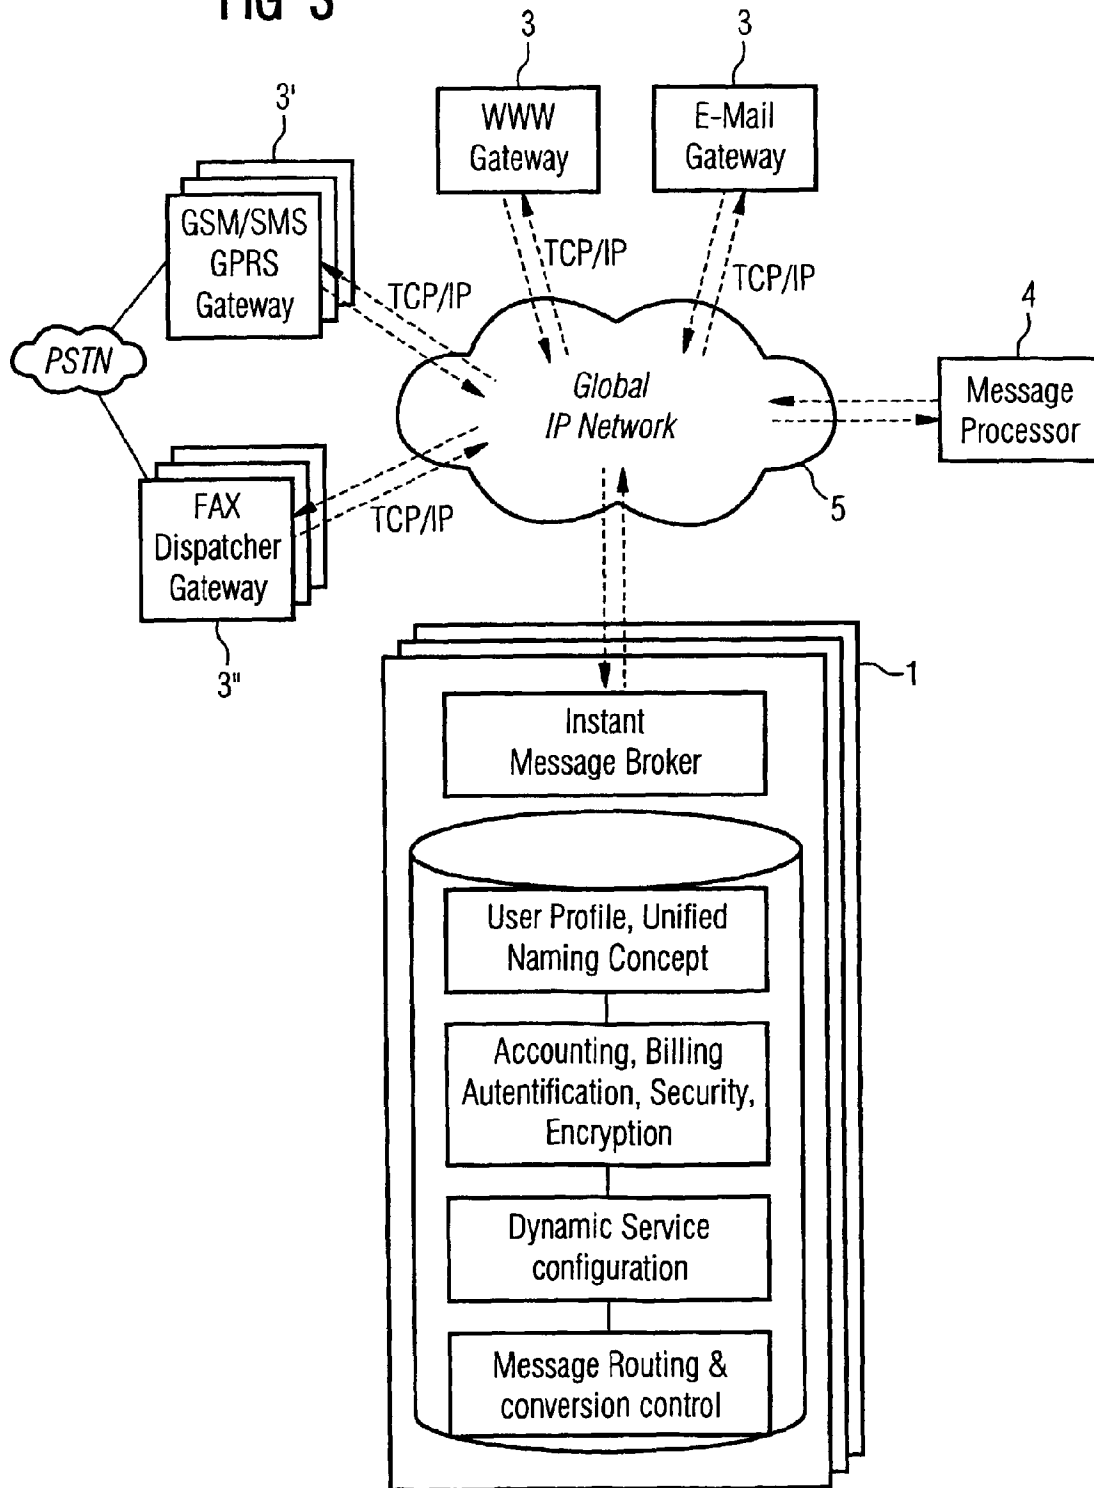 FIG 3
3
3
3'
WWW
Gateway
E-Mail
Gateway
GSM/SMS
GPRS
Gateway
TCP/IP
TCP/IP
TCP/IP
4
PSTN
Global
IP Network
Message
Processor
FAX
Dispatcher
Gateway
TCP/IP
5
3"
1
Instant
Message Broker
User Profile, Unified
Naming Concept
Accounting, Billing
Autentification, Security,
Encryption
Dynamic Service
configuration
Message Routing &
conversion control